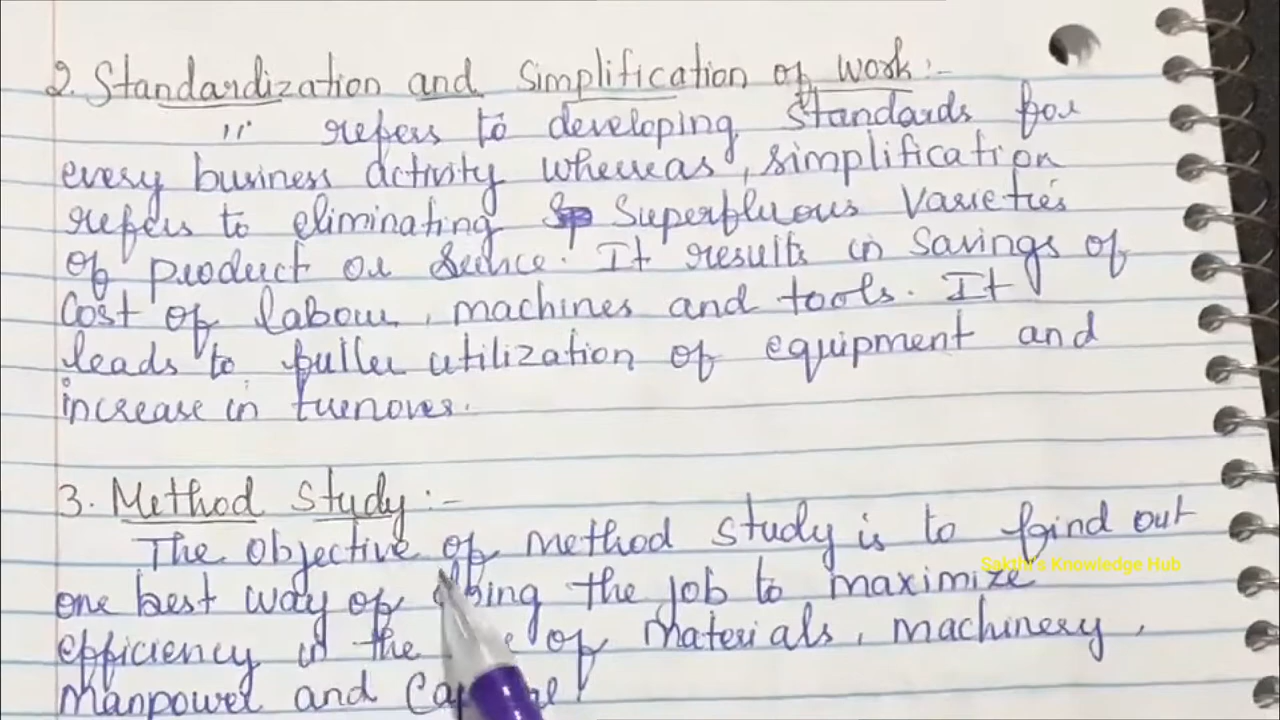 2. Standardization and Simplification of work :-
" refers to developing standards for
every business activity whereas, simplification
refers to eliminating Superfluous varieties
of product or service. It results in savings of
cost of labour, machines and tools. It
leads to fuller utilization of equipment and
increase in turnover.
3. Method Study :-
The objective of method study is to find out
Sakthi's Knowledge Hub
one best way of doing the job to maximize
efficiency in the of materials, machinery,
manpower and